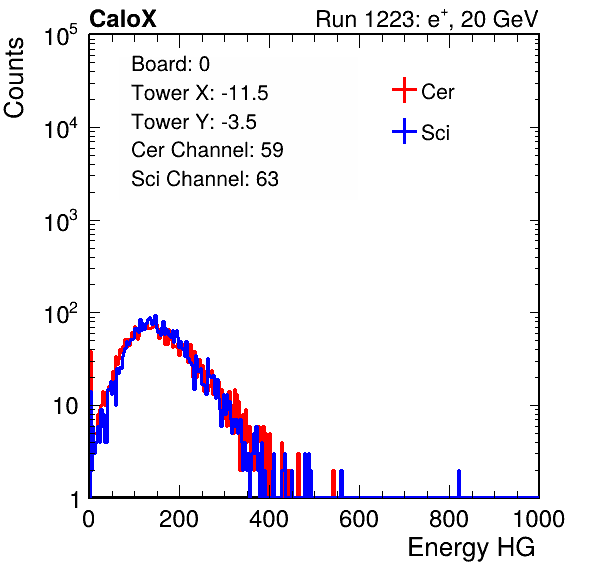 CaloX Run 1223: e⁺, 20 GeV
Counts
10⁵
10⁴
10³
10²
10
1
Board: 0
Tower X: -11.5
Tower Y: -3.5
Cer Channel: 59
Sci Channel: 63
Cer
Sci
0 200 400 600 800 1000
Energy HG